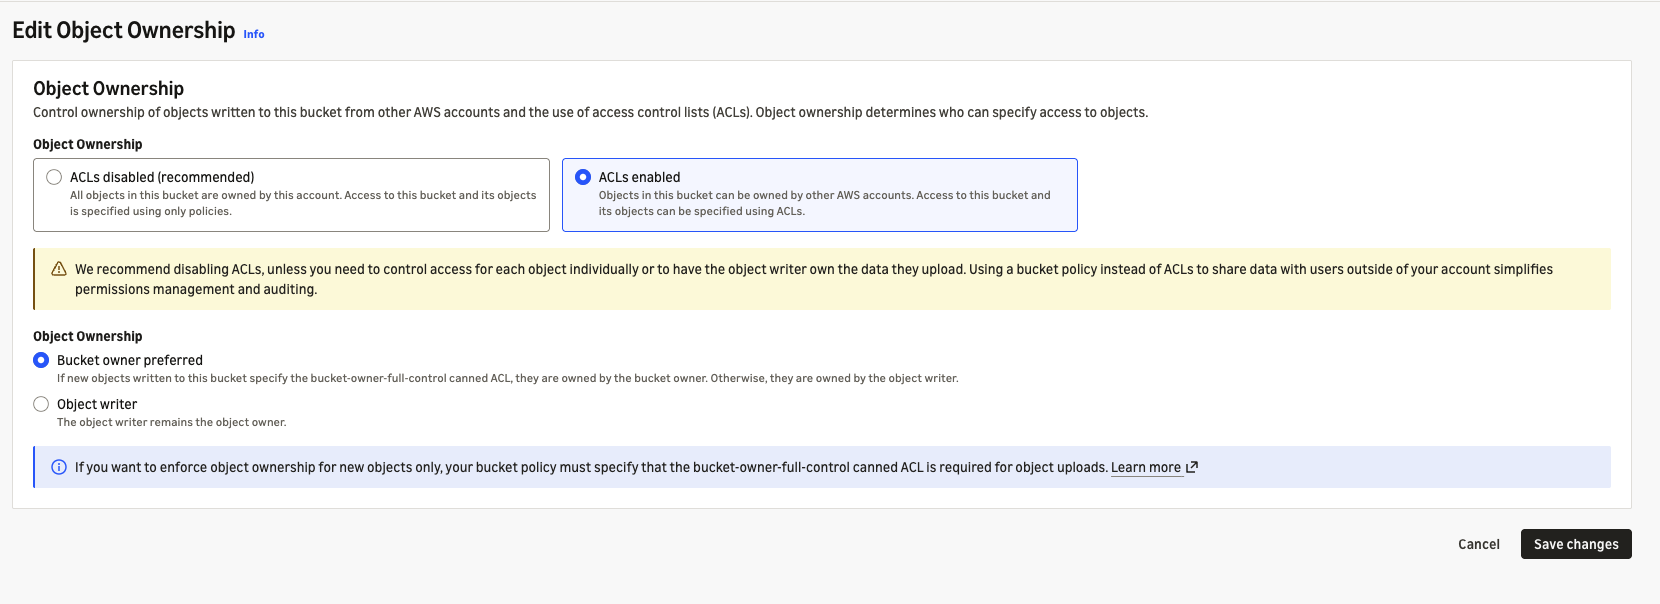 Edit Object Ownership Info
Object Ownership
Control ownership of objects written to this bucket from other AWS accounts and the use of access control lists (ACLs). Object ownership determines who can specify access to objects.
Object Ownership
ACLs disabled (recommended)
All objects in this bucket are owned by this account. Access to this bucket and its objects
is specified using only policies.
ACLs enabled
Objects in this bucket can be owned by other AWS accounts. Access to this bucket and
its objects can be specified using ACLs.
We recommend disabling ACLs, unless you need to control access for each object individually or to have the object writer own the data they upload. Using a bucket policy instead of ACLs to share data with users outside of your account simplifies
permissions management and auditing.
Object Ownership
Bucket owner preferred
If new objects written to this bucket specify the bucket-owner-full-control canned ACL, they are owned by the bucket owner. Otherwise, they are owned by the object writer.
Object writer
The object writer remains the object owner.
If you want to enforce object ownership for new objects only, your bucket policy must specify that the bucket-owner-full-control canned ACL is required for object uploads. Learn more
Cancel
Save changes